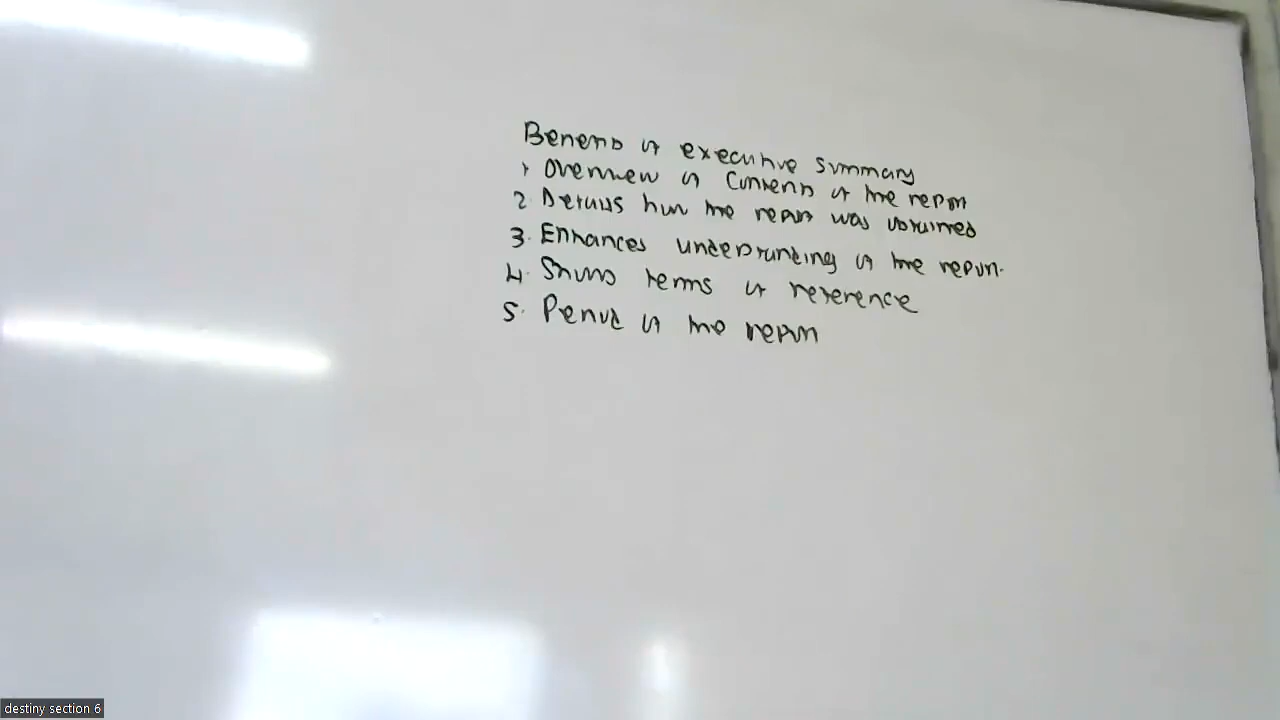 Benefits of executive summary
1 Overview of Contents of the report
2. Details how the report was obtained
3. Enhances understanding of the report.
4. Shows terms of reference
5. Period of the report
destiny section 6